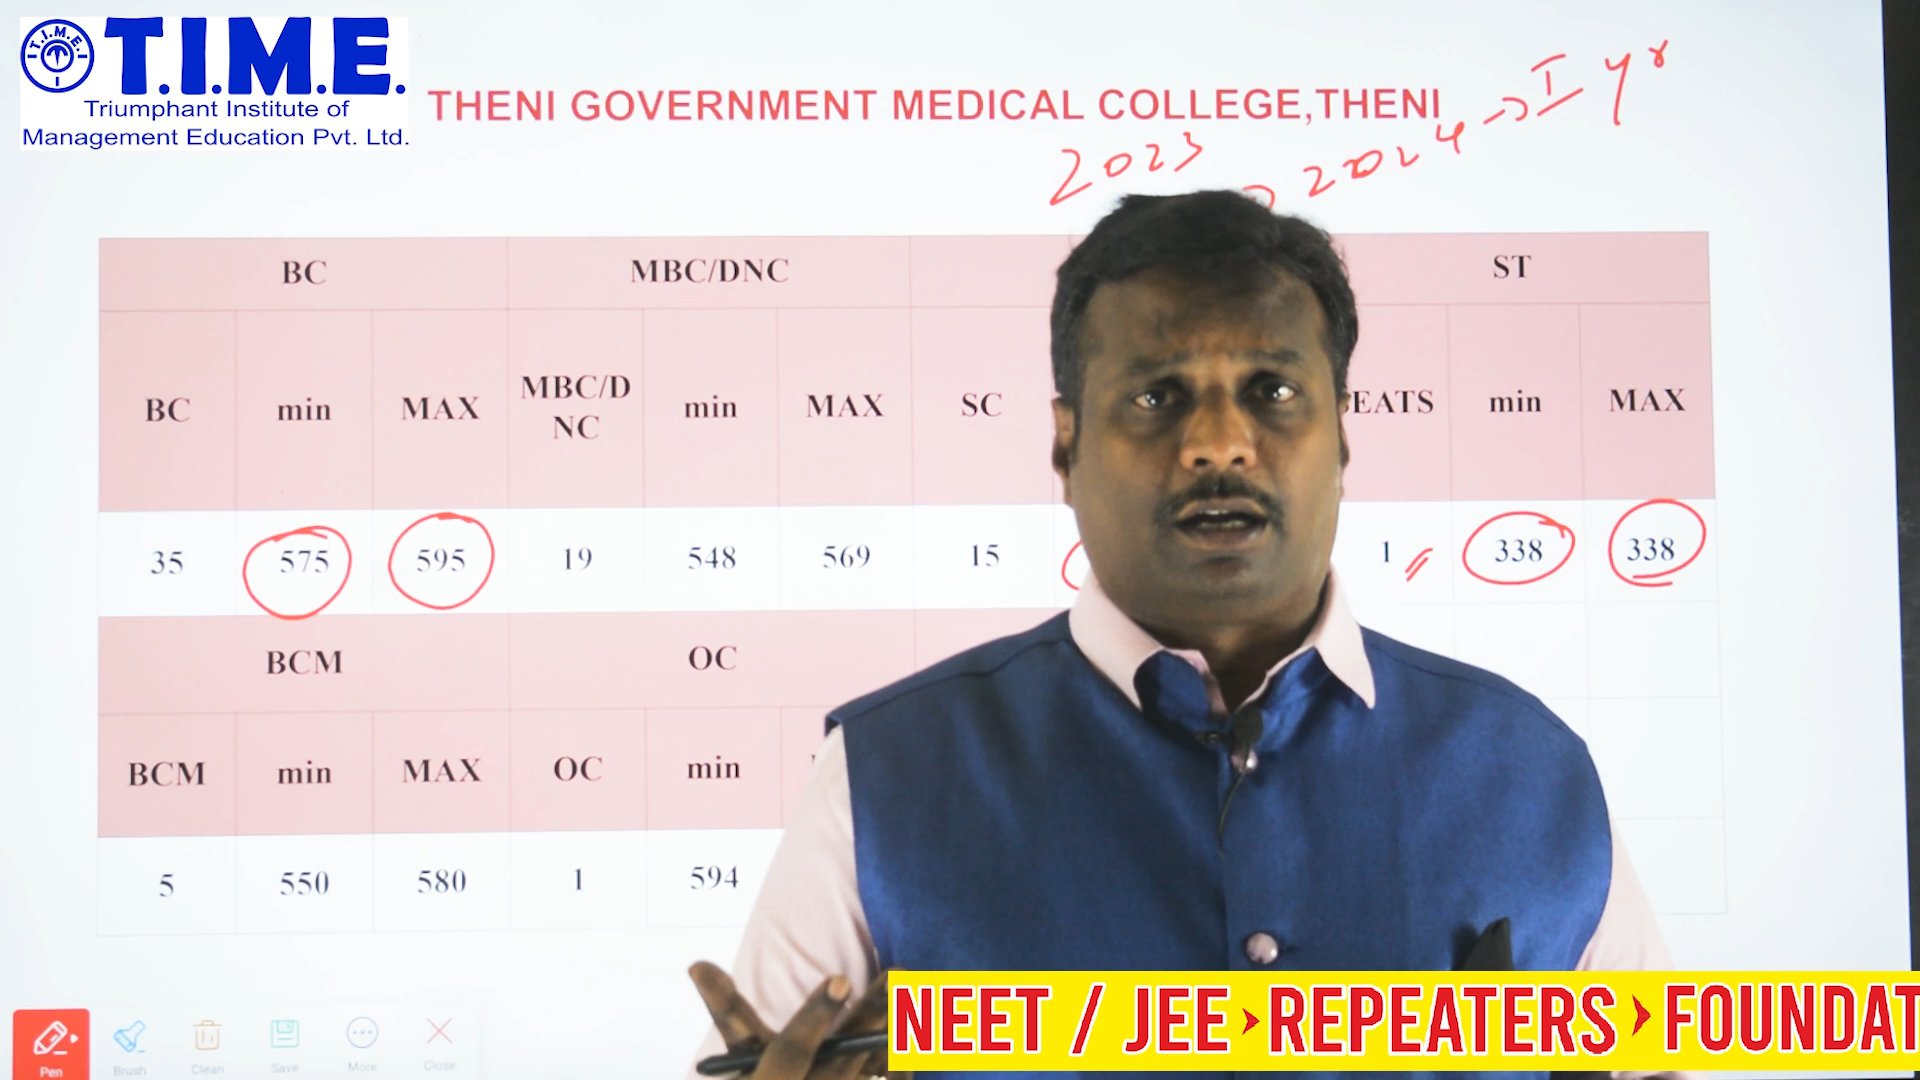 T.I.M.E.
T.I.M.E.
Triumphant Institute of
Management Education Pvt. Ltd.
THENI GOVERNMENT MEDICAL COLLEGE,THENI
2023
2024 → I yr
BC MBC/DNC ST
BC min MAX MBC/D
NC min MAX SC EATS min MAX
35 575 595 19 548 569 15 1 338 338
BCM OC
BCM min MAX OC min
5 550 580 1 594
Pen Brush Clean Save More Close
NEET / JEE > REPEATERS > FOUNDAT